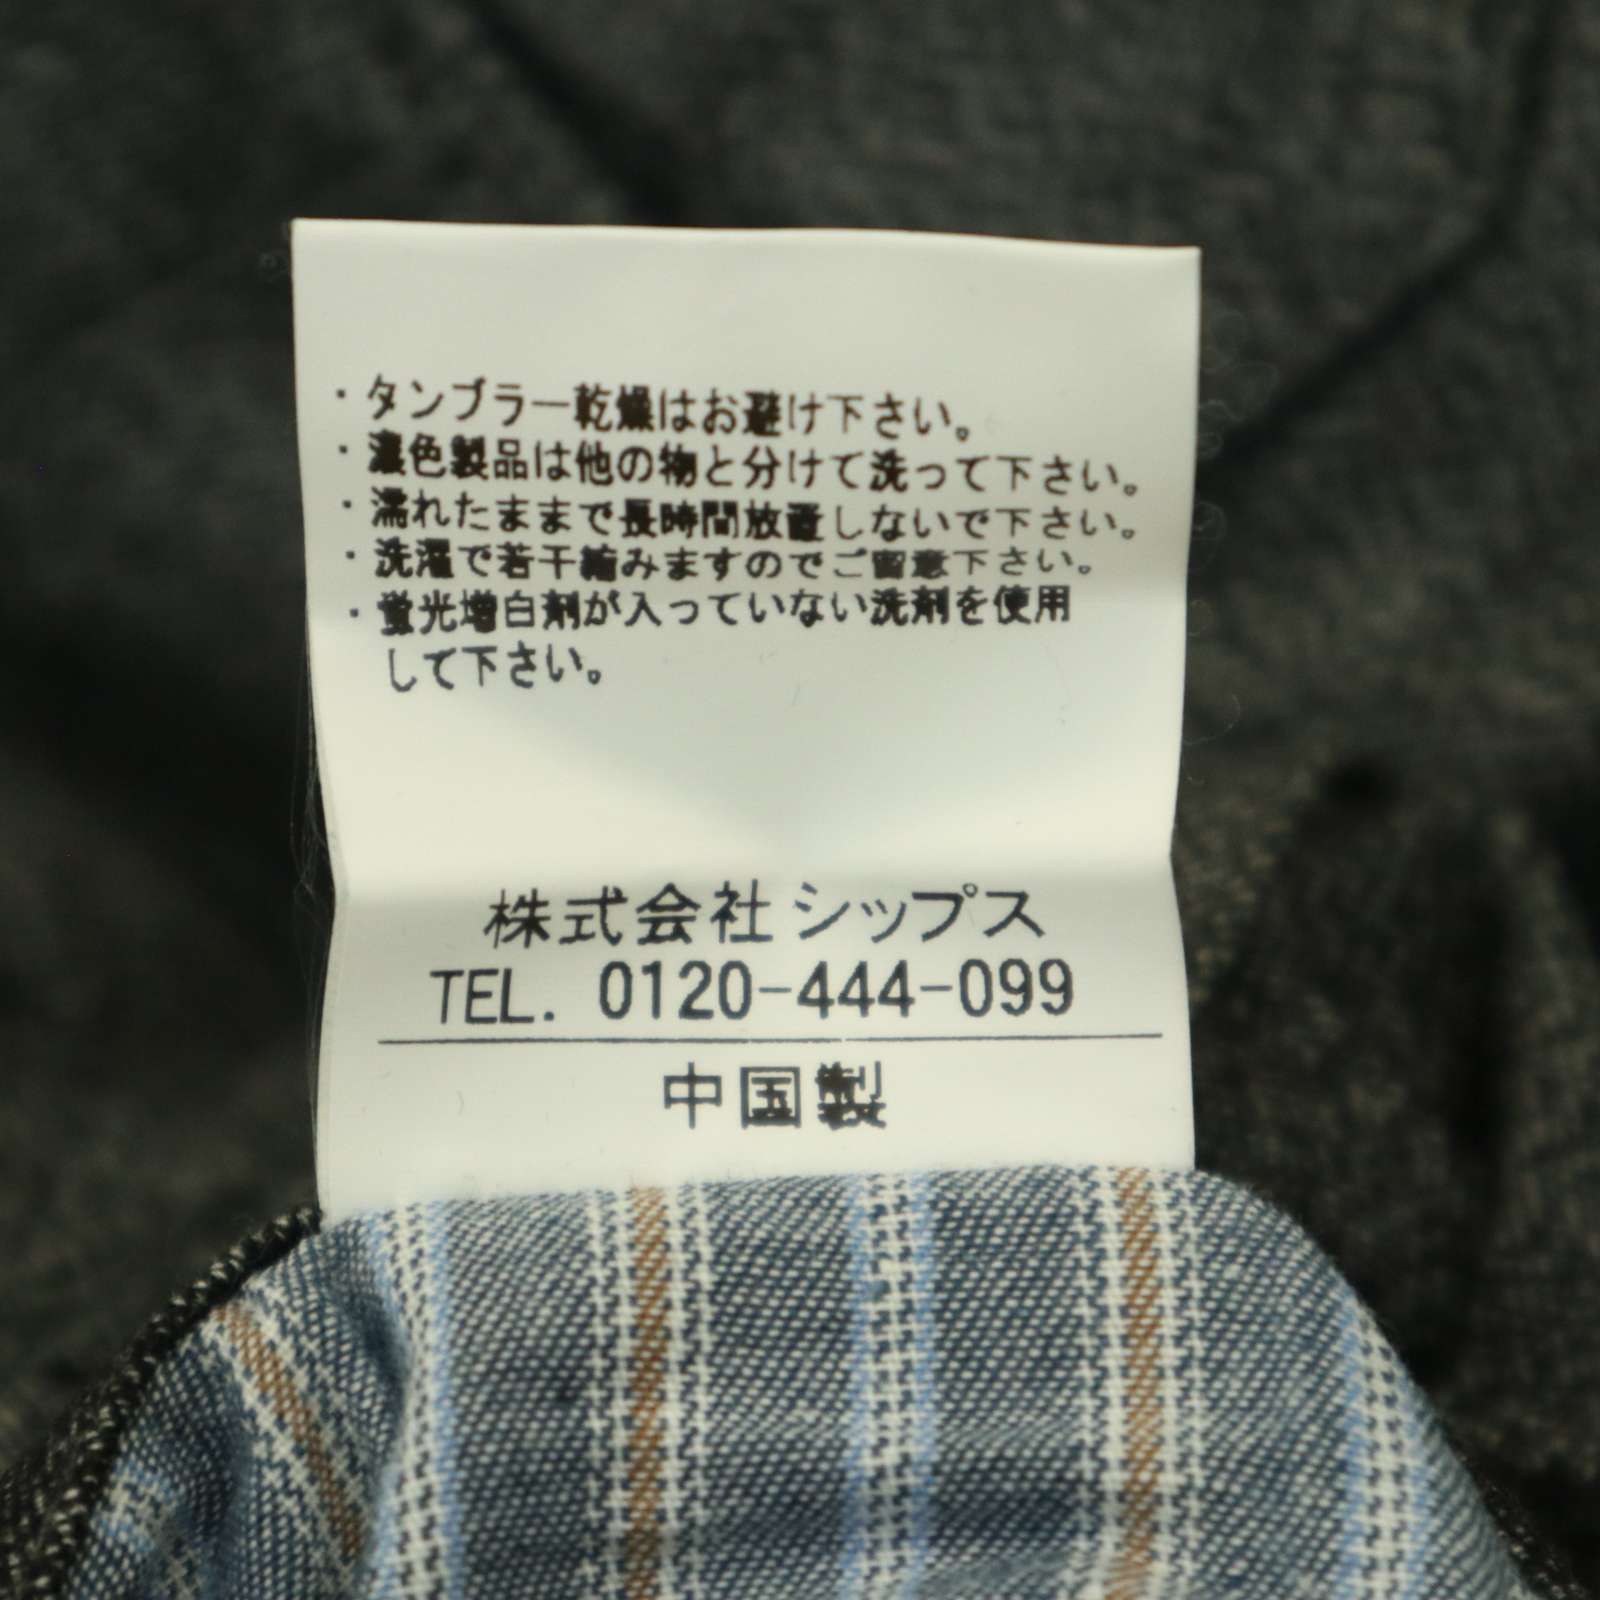 ・タンブラー乾燥はお避け下さい。
・濃色製品は他の物と分けて洗って下さい。
・濡れたままで長時間放置しないで下さい。
・洗濯で若干縮みますのでご留意下さい。
・蛍光増白剤が入っていない洗剤を使用
して下さい。
株式会社シップス
TEL. 0120-444-099
中国製